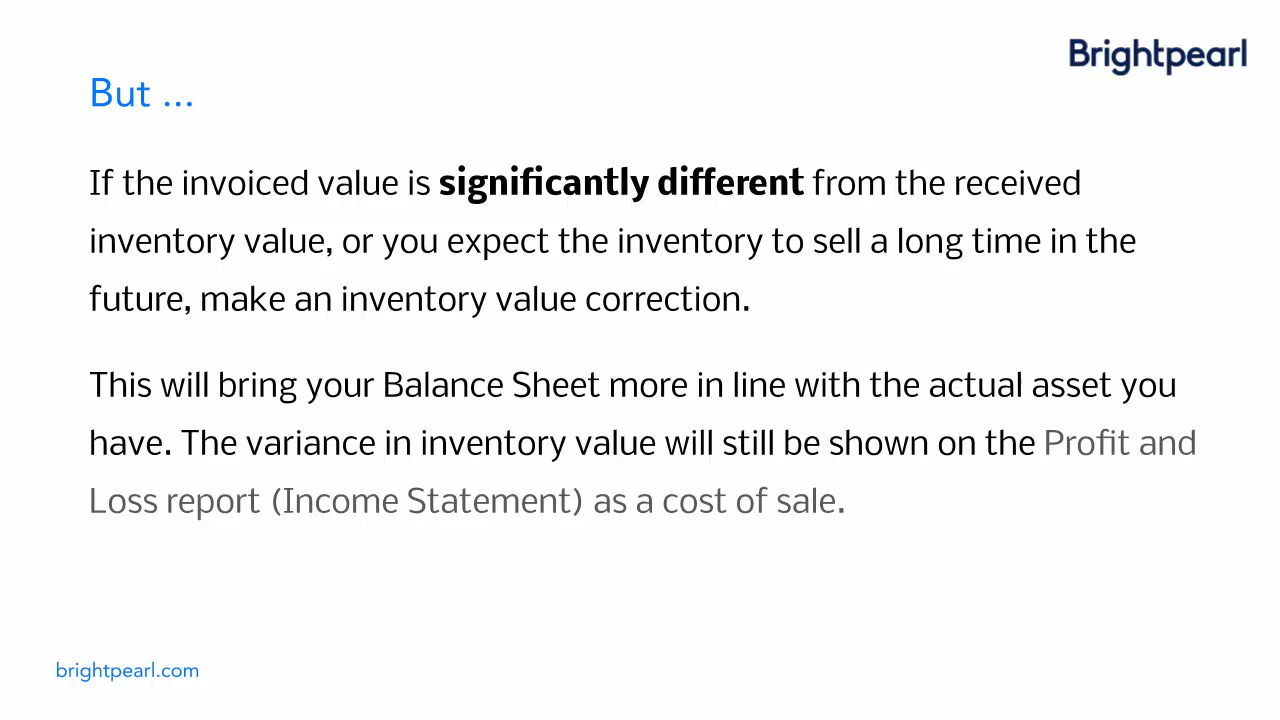 Brightpearl
But ...
If the invoiced value is significantly different from the received
inventory value, or you expect the inventory to sell a long time in the
future, make an inventory value correction.
This will bring your Balance Sheet more in line with the actual asset you
have. The variance in inventory value will still be shown on the Profit and
Loss report (Income Statement) as a cost of sale.
brightpearl.com